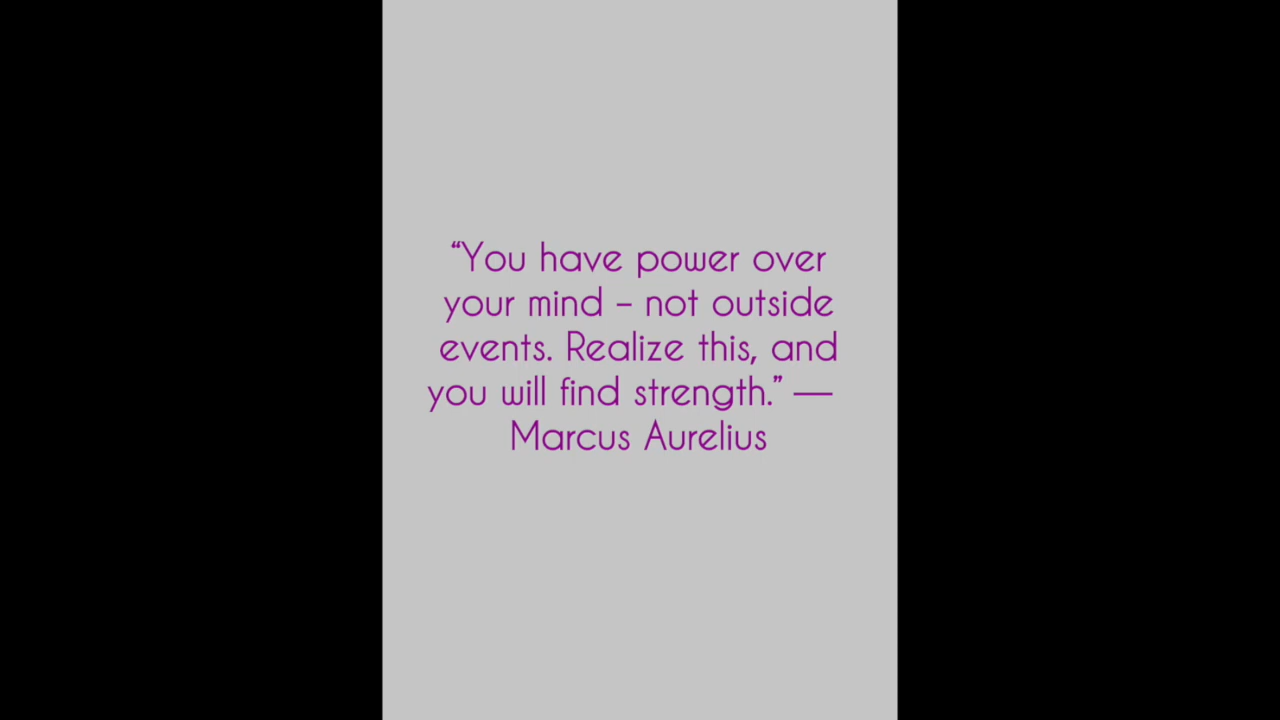 “You have power over
your mind – not outside
events. Realize this, and
you will find strength.” —
Marcus Aurelius